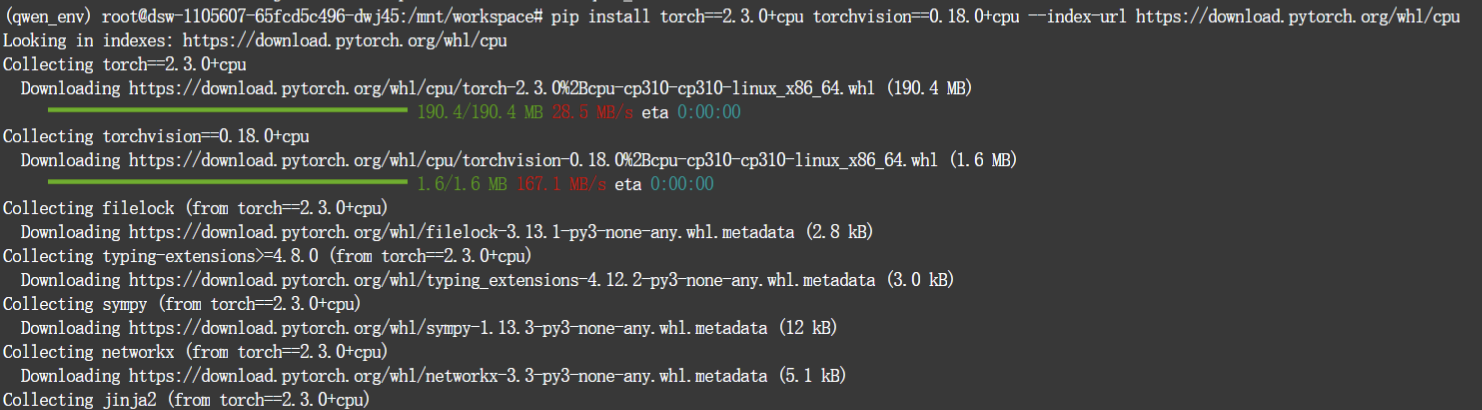 (qwen_env) root@dsw-1105607-65fcd5c496-dwj45:/mnt/workspace# pip install torch==2.3.0+cpu torchvision==0.18.0+cpu --index-url https://download.pytorch.org/whl/cpu
Looking in indexes: https://download.pytorch.org/whl/cpu
Collecting torch==2.3.0+cpu
  Downloading https://download.pytorch.org/whl/cpu/torch-2.3.0%2Bcpu-cp310-cp310-linux_x86_64.whl (190.4 MB)
190.4/190.4 MB 28.5 MB/s eta 0:00:00
Collecting torchvision==0.18.0+cpu
  Downloading https://download.pytorch.org/whl/cpu/torchvision-0.18.0%2Bcpu-cp310-cp310-linux_x86_64.whl (1.6 MB)
1.6/1.6 MB 167.1 MB/s eta 0:00:00
Collecting filelock (from torch==2.3.0+cpu)
  Downloading https://download.pytorch.org/whl/filelock-3.13.1-py3-none-any.whl.metadata (2.8 kB)
Collecting typing-extensions>=4.8.0 (from torch==2.3.0+cpu)
  Downloading https://download.pytorch.org/whl/typing_extensions-4.12.2-py3-none-any.whl.metadata (3.0 kB)
Collecting sympy (from torch==2.3.0+cpu)
  Downloading https://download.pytorch.org/whl/sympy-1.13.3-py3-none-any.whl.metadata (12 kB)
Collecting networkx (from torch==2.3.0+cpu)
  Downloading https://download.pytorch.org/whl/networkx-3.3-py3-none-any.whl.metadata (5.1 kB)
Collecting jinja2 (from torch==2.3.0+cpu)